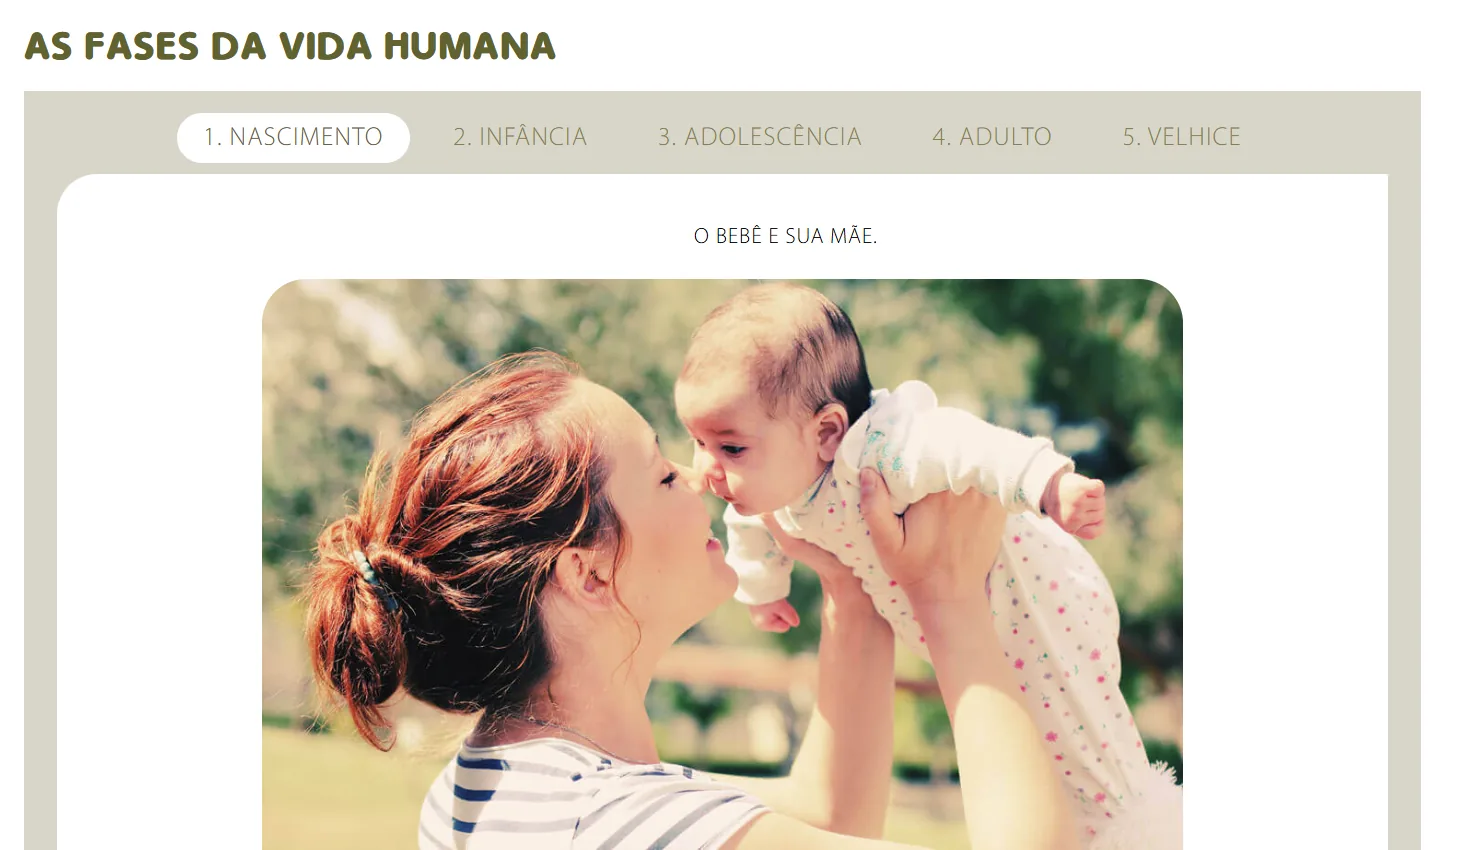 AS FASES DA VIDA HUMANA
1. NASCIMENTO 2. INFÂNCIA 3. ADOLESCÊNCIA 4. ADULTO 5. VELHICE
O BEBÊ E SUA MÃE.